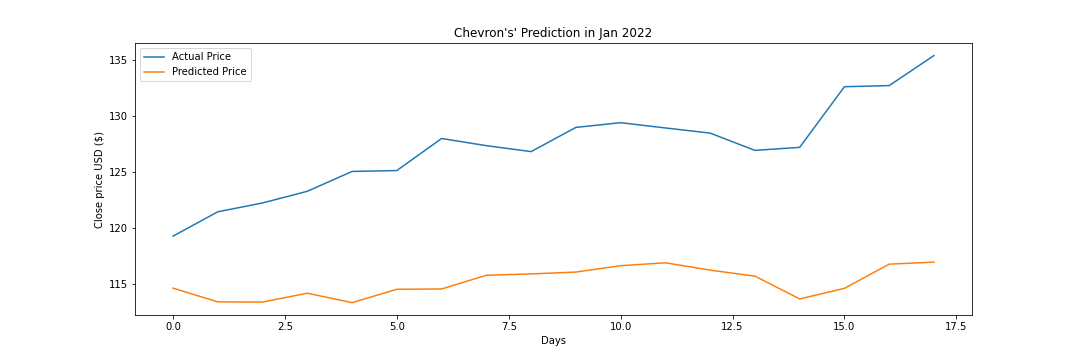 Chevron's' Prediction in Jan 2022
Actual Price
Predicted Price
135
130
125
120
115
Close price USD ($)
0.0 2.5 5.0 7.5 10.0 12.5 15.0 17.5
Days